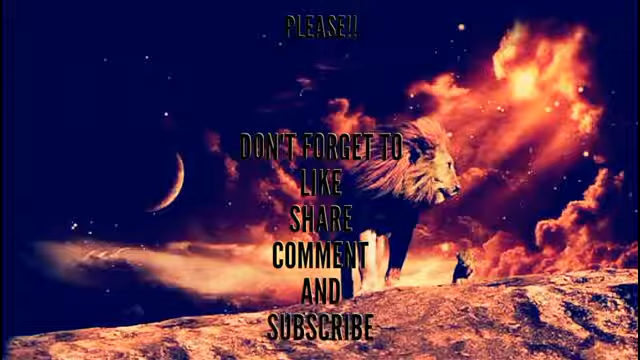 PLEASE!!
DON'T FORGET TO
LIKE
SHARE
COMMENT
AND
SUBSCRIBE